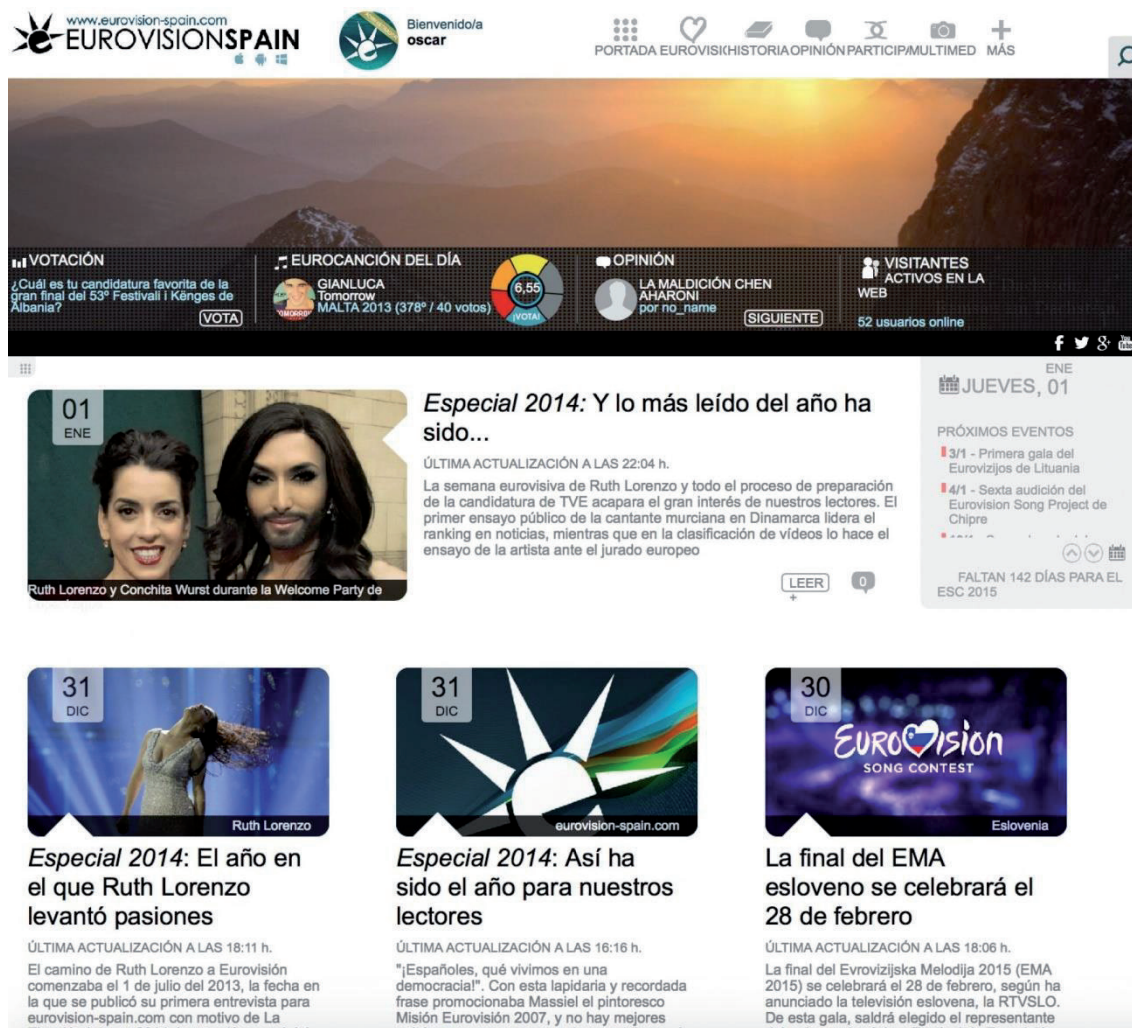 www.eurovision-spain.com
EUROVISIONSPAIN
Bienvenido/a
oscar
PORTADA
HISTORIA
OPINIÓN
MÁS
VOTACIÓN
¿Cuál es tu candidatura favorita de la
gran final del 53º Festivali i Kënges de
Albania?
VOTA
EUROCANCIÓN DEL DÍA
GIANLUCA
Tomorrow
MALTA 2013 (378º / 40 votos)
6,55
¡VOTA!
OPINIÓN
LA MALDICIÓN CHEN
AHARONI
por no_name
SIGUIENTE
VISITANTES
ACTIVOS EN LA
WEB
52 usuarios online
01
ENE
Ruth Lorenzo y Conchita Wurst durante la Welcome Party de
Especial 2014: Y lo más leído del año ha
sido...
ÚLTIMA ACTUALIZACIÓN A LAS 22:04 h.
La semana eurovisiva de Ruth Lorenzo y todo el proceso de preparación
de la candidatura de TVE acapara el gran interés de nuestros lectores. El
primer ensayo público de la cantante murciana en Dinamarca lidera el
ranking en noticias, mientras que en la clasificación de vídeos lo hace el
ensayo de la artista ante el jurado europeo
LEER
+
0
ENE
JUEVES, 01
PRÓXIMOS EVENTOS
3/1 - Primera gala del
Eurovizijos de Lituania
4/1 - Sexta audición del
Eurovision Song Project de
Chipre
FALTAN 142 DÍAS PARA EL
ESC 2015
31
DIC
Ruth Lorenzo
Especial 2014: El año en
el que Ruth Lorenzo
levantó pasiones
ÚLTIMA ACTUALIZACIÓN A LAS 18:11 h.
El camino de Ruth Lorenzo a Eurovisión
comenzaba el 1 de julio del 2013, la fecha en
la que se publicó su primera entrevista para
eurovision-spain.com con motivo de La
31
DIC
eurovision-spain.com
Especial 2014: Así ha
sido el año para nuestros
lectores
ÚLTIMA ACTUALIZACIÓN A LAS 16:16 h.
"¡Españoles, qué vivimos en una
democracia!". Con esta lapidaria y recordada
frase promocionaba Massiel el pintoresco
Misión Eurovisión 2007, y no hay mejores
30
DIC
EUROVISION
SONG CONTEST
Eslovenia
La final del EMA
esloveno se celebrará el
28 de febrero
ÚLTIMA ACTUALIZACIÓN A LAS 18:06 h.
La final del Evrovizijska Melodija 2015 (EMA
2015) se celebrará el 28 de febrero, según ha
anunciado la televisión eslovena, la RTVSLO.
De esta gala, saldrá elegido el representante